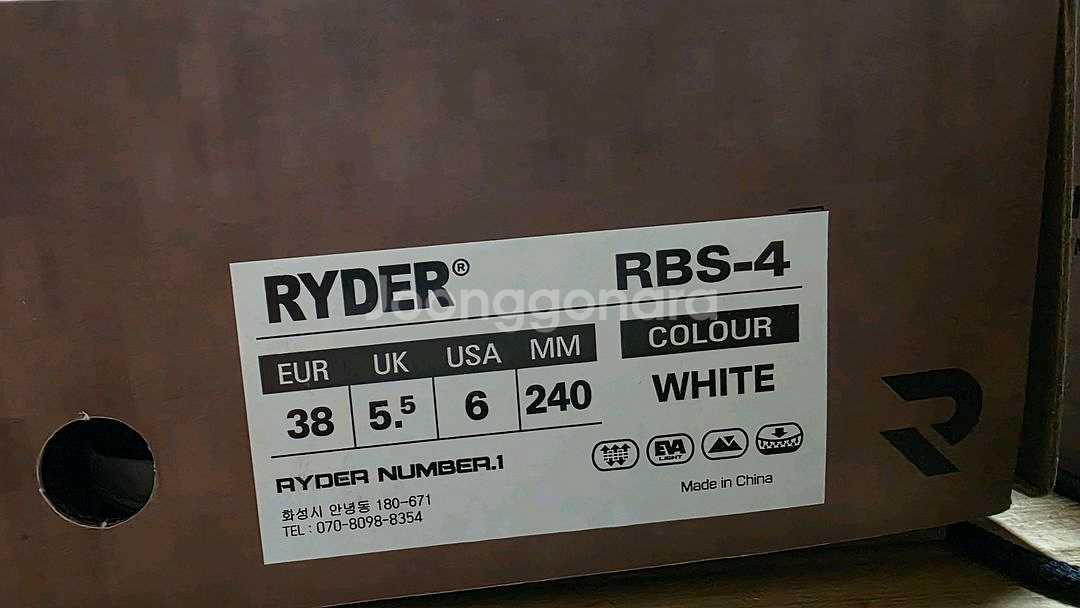 RYDER® RBS-4
Joonggonara
EUR UK USA MM COLOUR
38 5.5 6 240 WHITE
RYDER NUMBER.1
EVA
LIGHT
화성시 안녕동 180-671
TEL : 070-8098-8354
Made in China